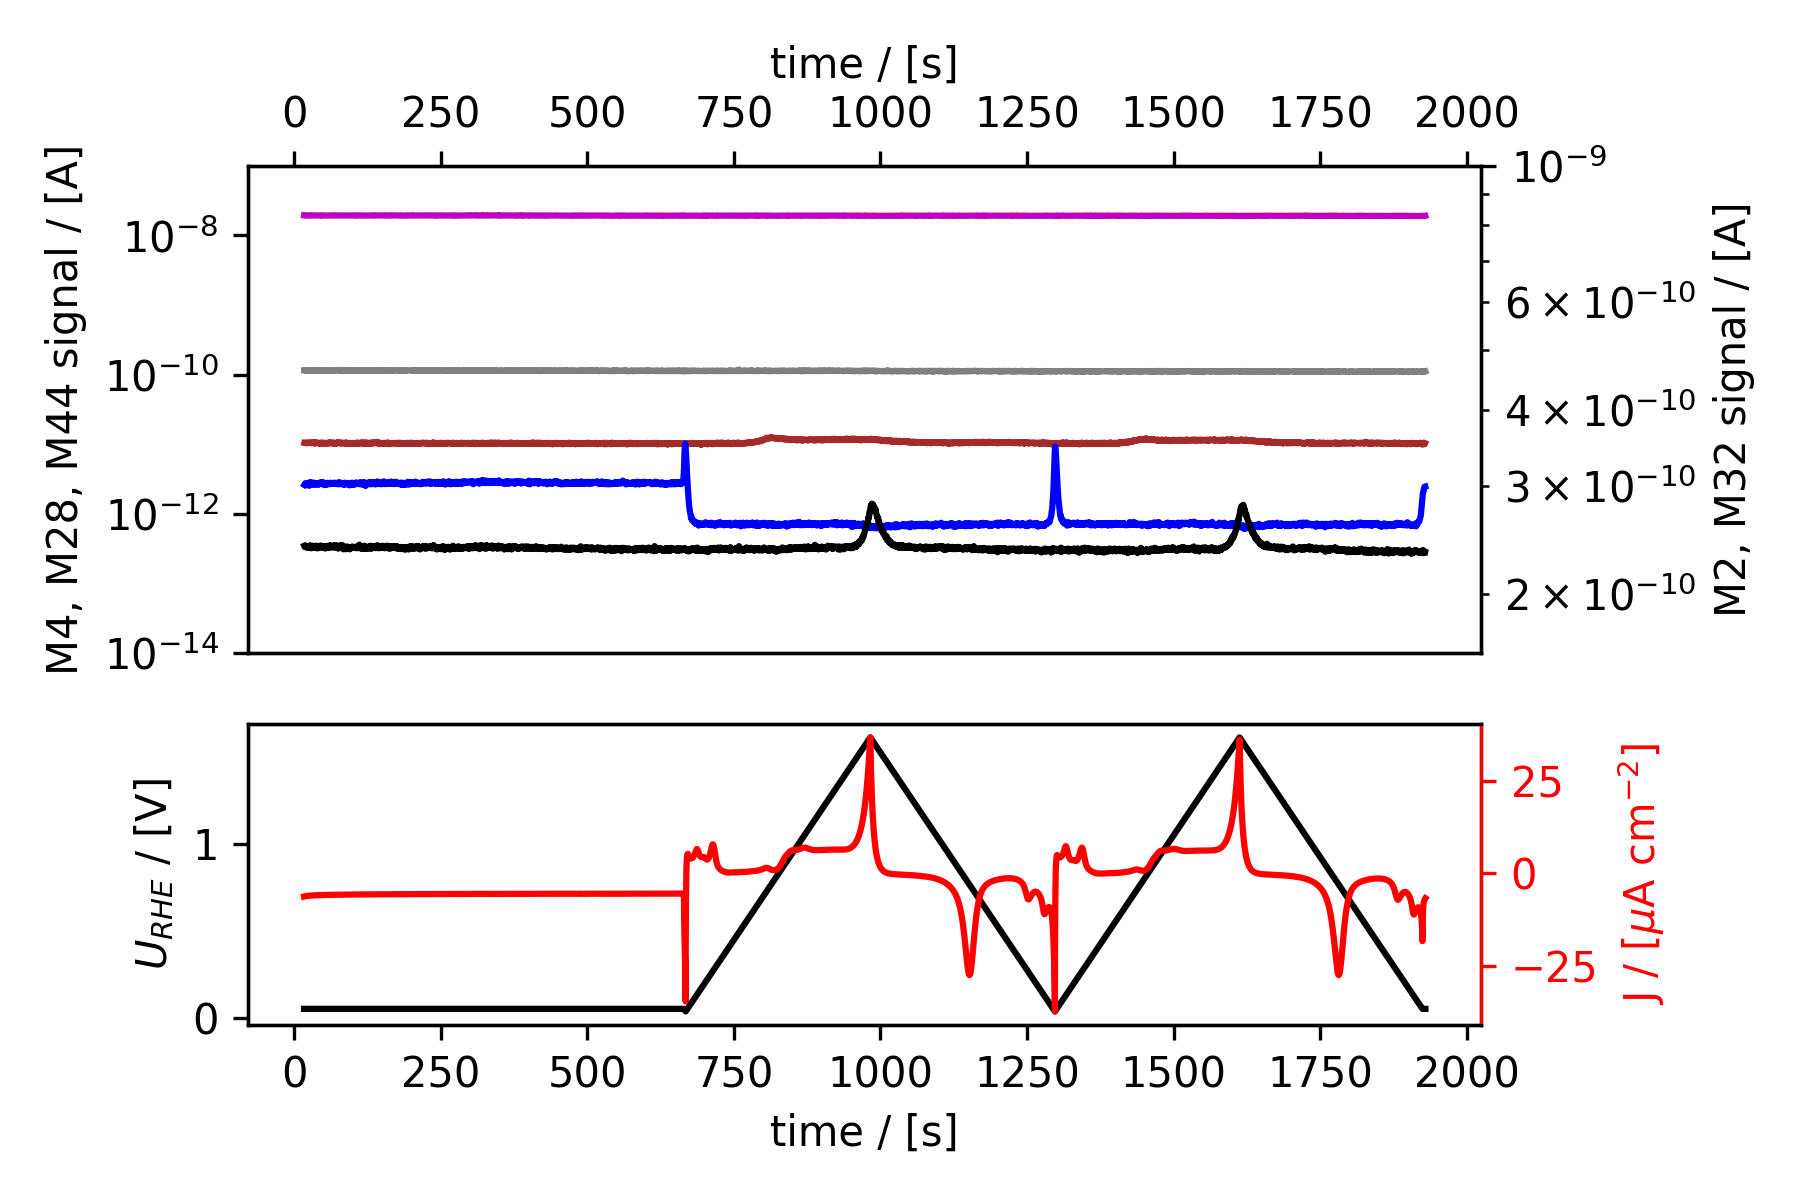 time / [s]
0 250 500 750 1000 1250 1500 1750 2000
M4, M28, M44 signal / [A]
10⁻⁸
10⁻¹⁰
10⁻¹²
10⁻¹⁴
10⁻⁹
6 × 10⁻¹⁰
4 × 10⁻¹⁰
3 × 10⁻¹⁰
2 × 10⁻¹⁰
M2, M32 signal / [A]
U_RHE / [V]
1
0
25
0
−25
J / [μA cm⁻²]
0 250 500 750 1000 1250 1500 1750 2000
time / [s]